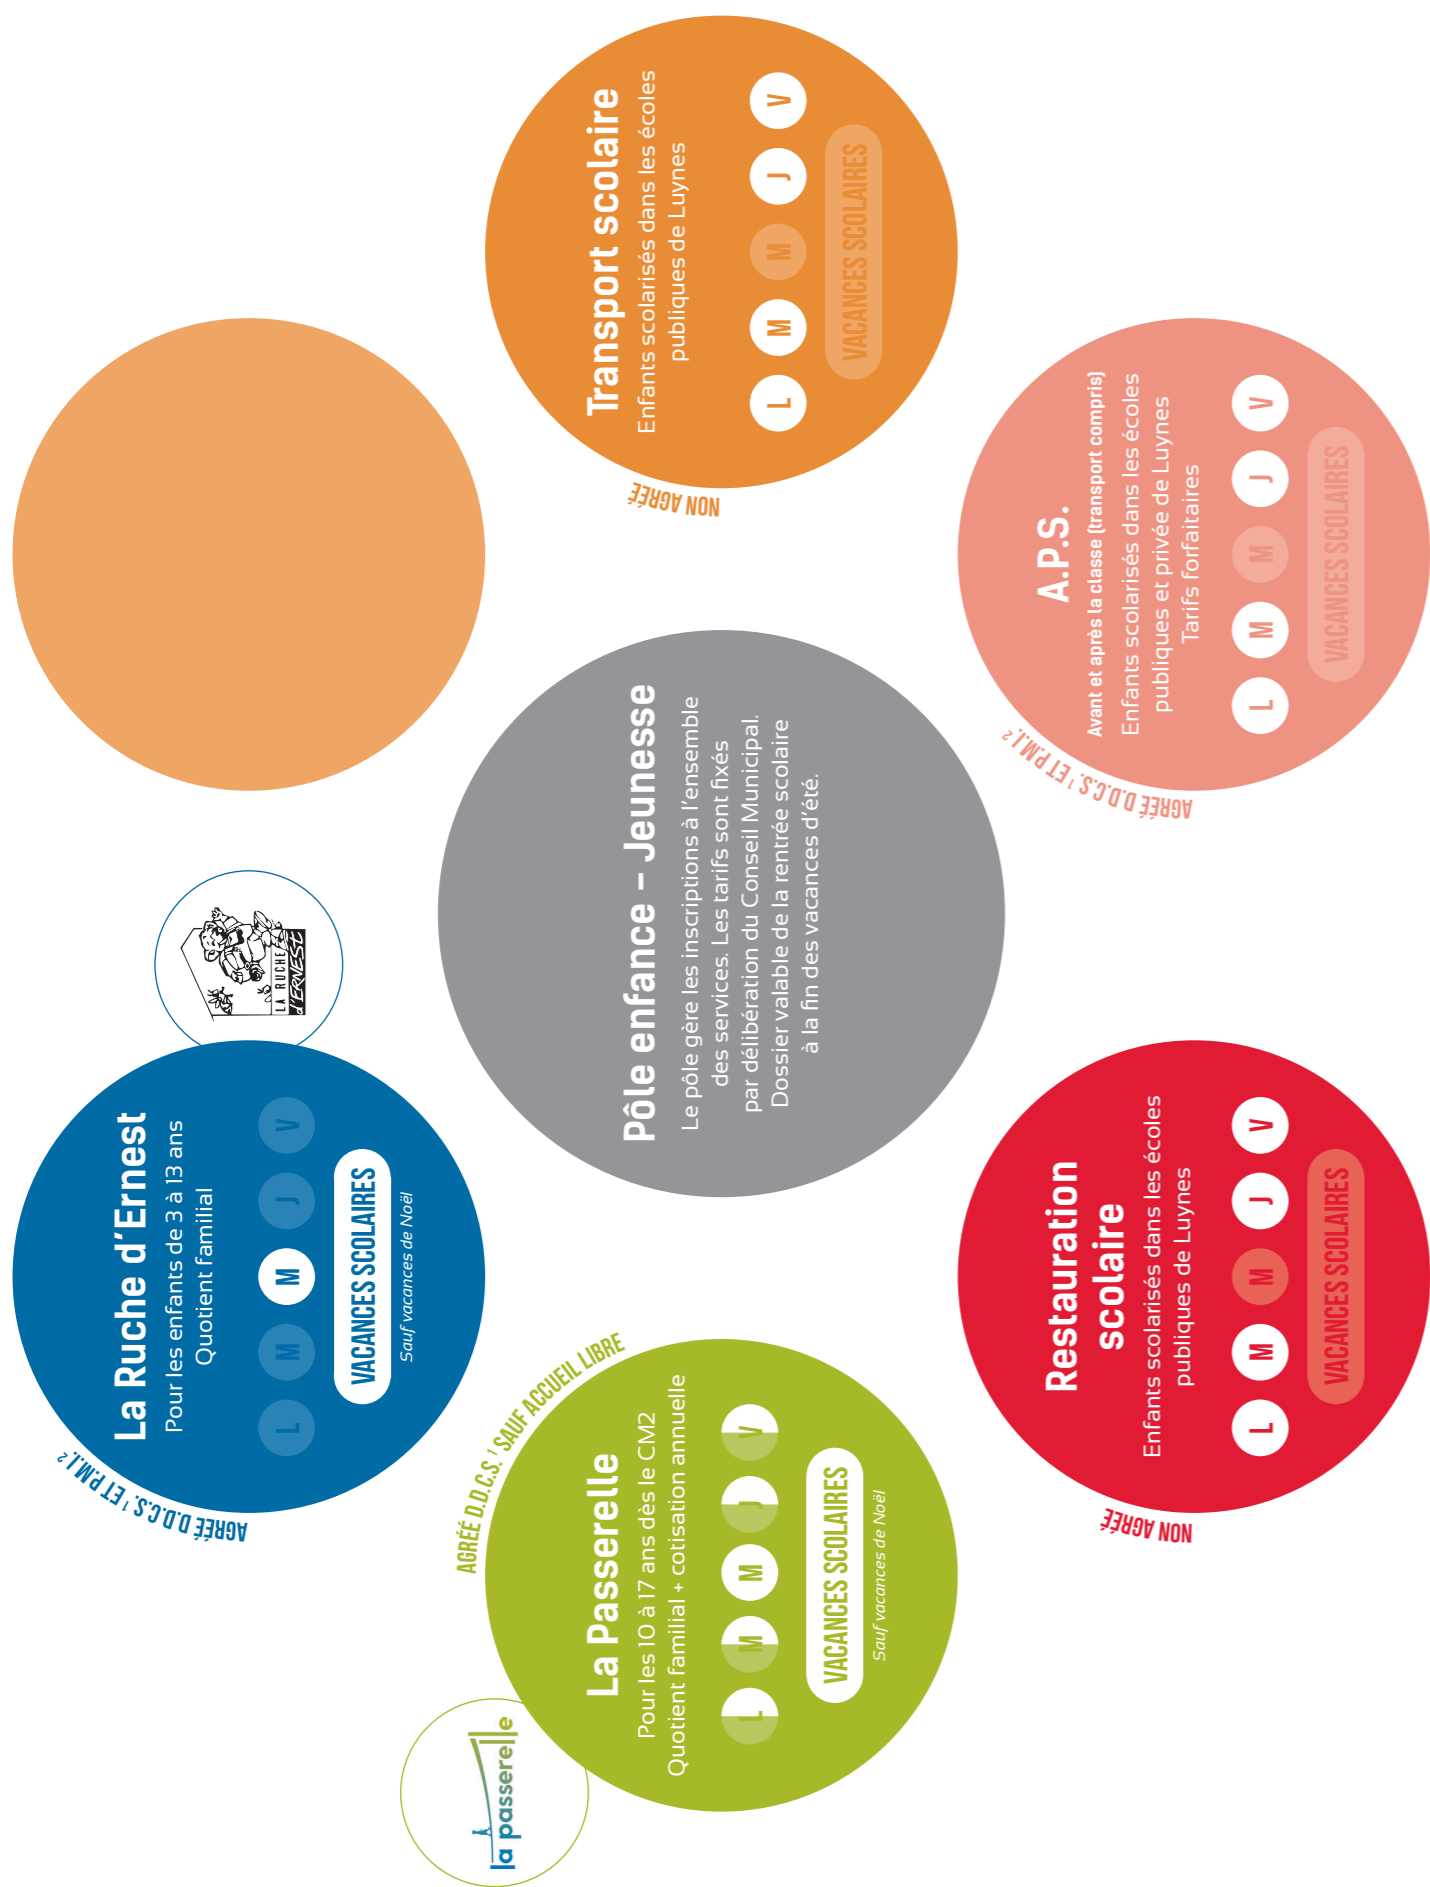 AGRÉÉ D.D.C.S.¹ ET P.M.I.²
La Ruche d'Ernest
Pour les enfants de 3 à 13 ans
Quotient familial
L M M J V
VACANCES SCOLAIRES
Sauf vacances de Noël
LA RUCHE
d'ERNEST
la passerelle
AGRÉÉ D.D.C.S.¹ SAUF ACCUEIL LIBRE
La Passerelle
Pour les 10 à 17 ans dès le CM2
Quotient familial + cotisation annuelle
L M M J V
VACANCES SCOLAIRES
Sauf vacances de Noël
Pôle enfance – Jeunesse
Le pôle gère les inscriptions à l'ensemble
des services. Les tarifs sont fixés
par délibération du Conseil Municipal.
Dossier valable de la rentrée scolaire
à la fin des vacances d'été.
NON AGRÉÉ
Transport scolaire
Enfants scolarisés dans les écoles
publiques de Luynes
L M M J V
VACANCES SCOLAIRES
NON AGRÉÉ
Restauration
scolaire
Enfants scolarisés dans les écoles
publiques de Luynes
L M M J V
VACANCES SCOLAIRES
AGRÉÉ D.D.C.S.¹ ET P.M.I.²
A.P.S.
Avant et après la classe (transport compris)
Enfants scolarisés dans les écoles
publiques et privée de Luynes
Tarifs forfaitaires
L M M J V
VACANCES SCOLAIRES